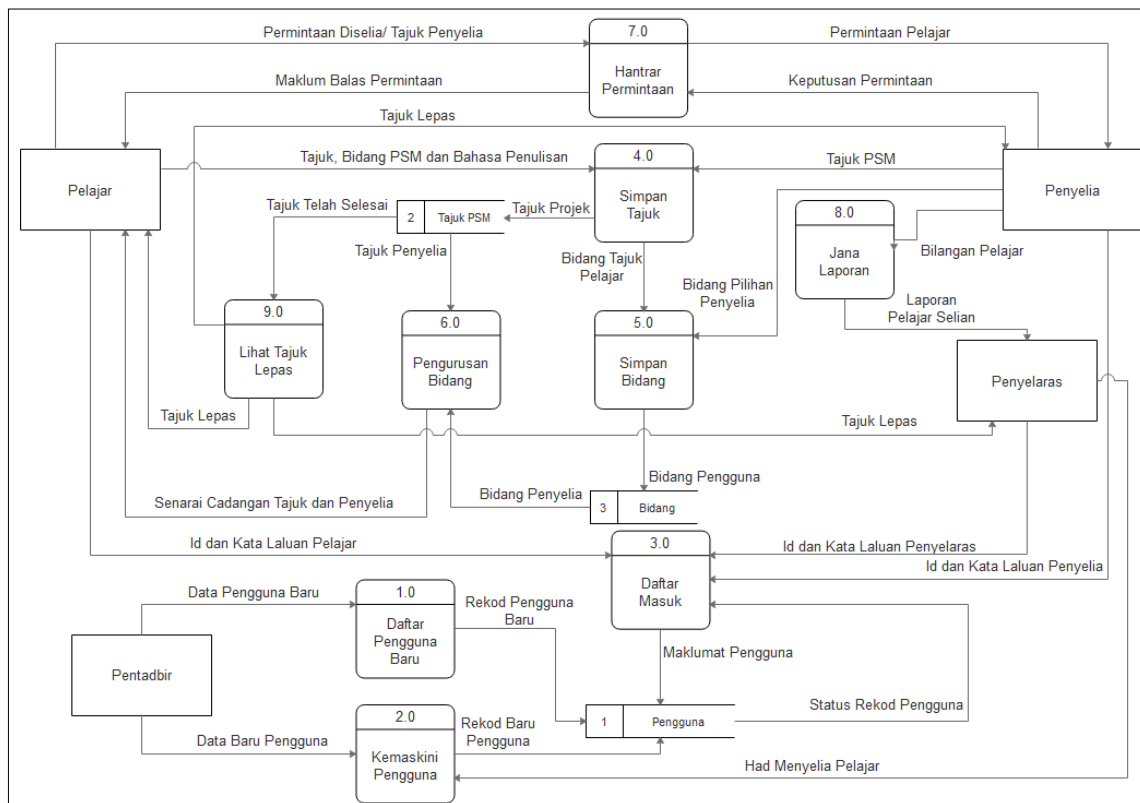 Permintaan Diselia/ Tajuk Penyelia
7.0
Permintaan Pelajar
Hantrar
Permintaan
Maklum Balas Permintaan
Keputusan Permintaan
Tajuk Lepas
Pelajar
Tajuk, Bidang PSM dan Bahasa Penulisan
4.0
Simpan
Tajuk
Tajuk PSM
Penyelia
Tajuk Telah Selesai
2
Tajuk PSM
Tajuk Projek
8.0
Jana
Laporan
Bilangan Pelajar
Tajuk Penyelia
Bidang Tajuk
Pelajar
Bidang Pilihan
Penyelia
Laporan
Pelajar Selian
9.0
Lihat Tajuk
Lepas
6.0
Pengurusan
Bidang
5.0
Simpan
Bidang
Penyelaras
Tajuk Lepas
Tajuk Lepas
Bidang Pengguna
Senarai Cadangan Tajuk dan Penyelia
Bidang Penyelia
3
Bidang
Id dan Kata Laluan Pelajar
3.0
Daftar
Masuk
Id dan Kata Laluan Penyelaras
Id dan Kata Laluan Penyelia
Data Pengguna Baru
1.0
Daftar
Pengguna
Baru
Rekod Pengguna
Baru
Maklumat Pengguna
Pentadbir
Status Rekod Pengguna
1
Pengguna
Data Baru Pengguna
2.0
Kemaskini
Pengguna
Rekod Baru
Pengguna
Had Menyelia Pelajar